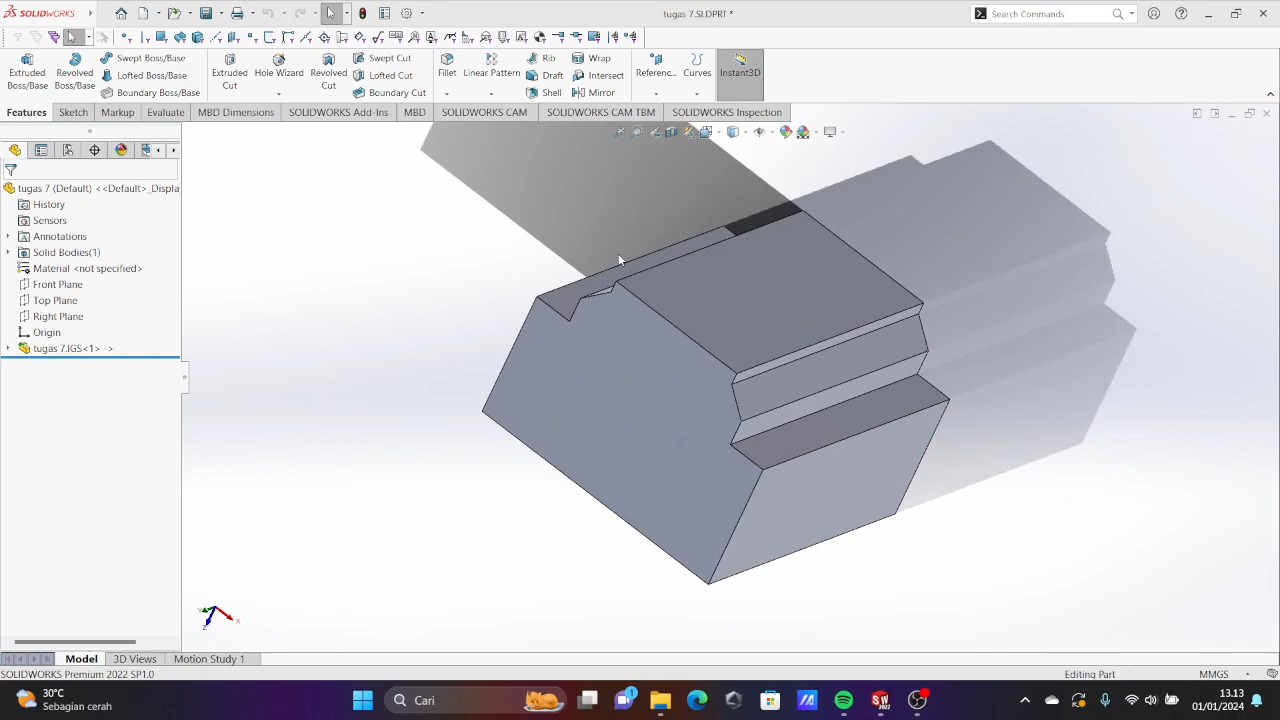 SOLIDWORKS
tugas 7.SLDPRT *
Search Commands
Extruded Boss/Base
Revolved Boss/Base
Swept Boss/Base
Lofted Boss/Base
Boundary Boss/Base
Extruded Cut
Hole Wizard
Revolved Cut
Swept Cut
Lofted Cut
Boundary Cut
Fillet
Linear Pattern
Rib
Draft
Shell
Wrap
Intersect
Mirror
Referenc...
Curves
Instant3D
Features
Sketch
Markup
Evaluate
MBD Dimensions
SOLIDWORKS Add-Ins
MBD
SOLIDWORKS CAM
SOLIDWORKS CAM TBM
SOLIDWORKS Inspection
tugas 7 (Default) <<Default>_Displa
History
Sensors
Annotations
Solid Bodies(1)
Material <not specified>
Front Plane
Top Plane
Right Plane
Origin
tugas 7.IGS<1> ->
Y
X
Z
Model
3D Views
Motion Study 1
SOLIDWORKS Premium 2022 SP1.0
Editing Part
MMGS
30°C
Sebagian cerah
Cari
1
SW
2022
13.13
01/01/2024